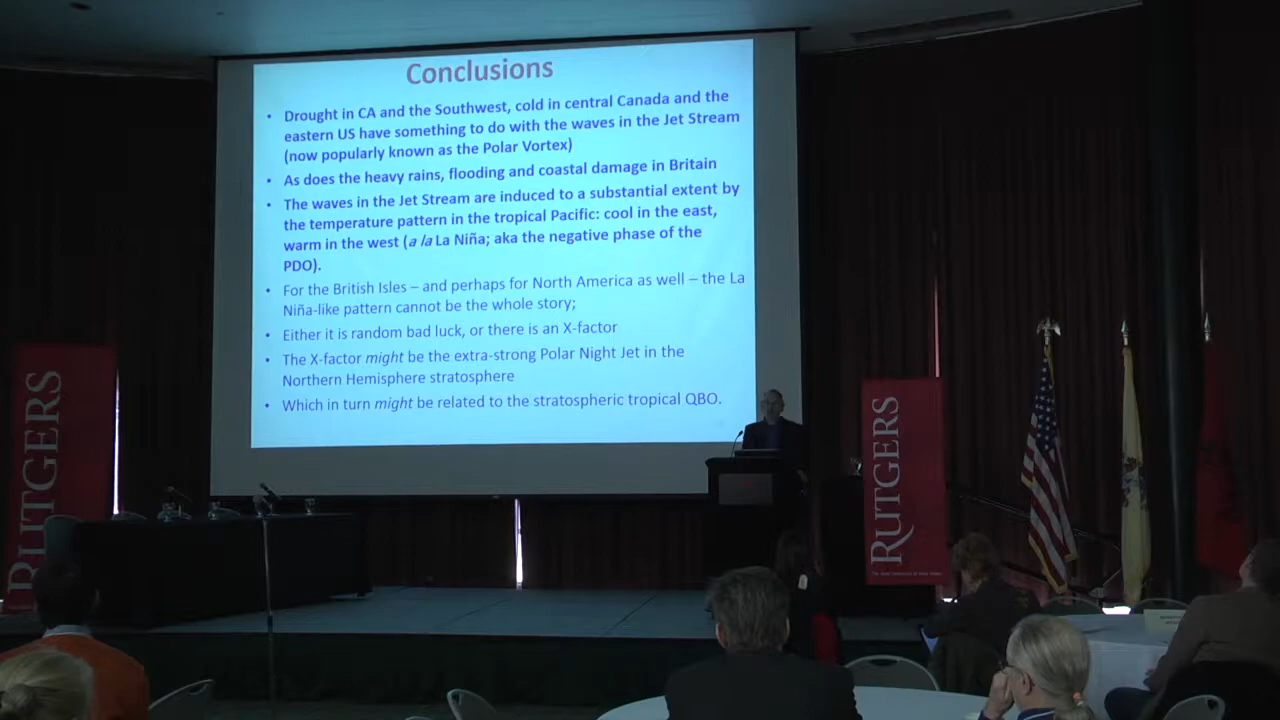 Conclusions
• Drought in CA and the Southwest, cold in central Canada and the
eastern US have something to do with the waves in the Jet Stream
(now popularly known as the Polar Vortex)
• As does the heavy rains, flooding and coastal damage in Britain
• The waves in the Jet Stream are induced to a substantial extent by
the temperature pattern in the tropical Pacific: cool in the east,
warm in the west (a la La Niña; aka the negative phase of the
PDO).
• For the British Isles – and perhaps for North America as well – the La
Niña-like pattern cannot be the whole story;
• Either it is random bad luck, or there is an X-factor
• The X-factor might be the extra-strong Polar Night Jet in the
Northern Hemisphere stratosphere
• Which in turn might be related to the stratospheric tropical QBO.
RUTGERS
RUTGERS